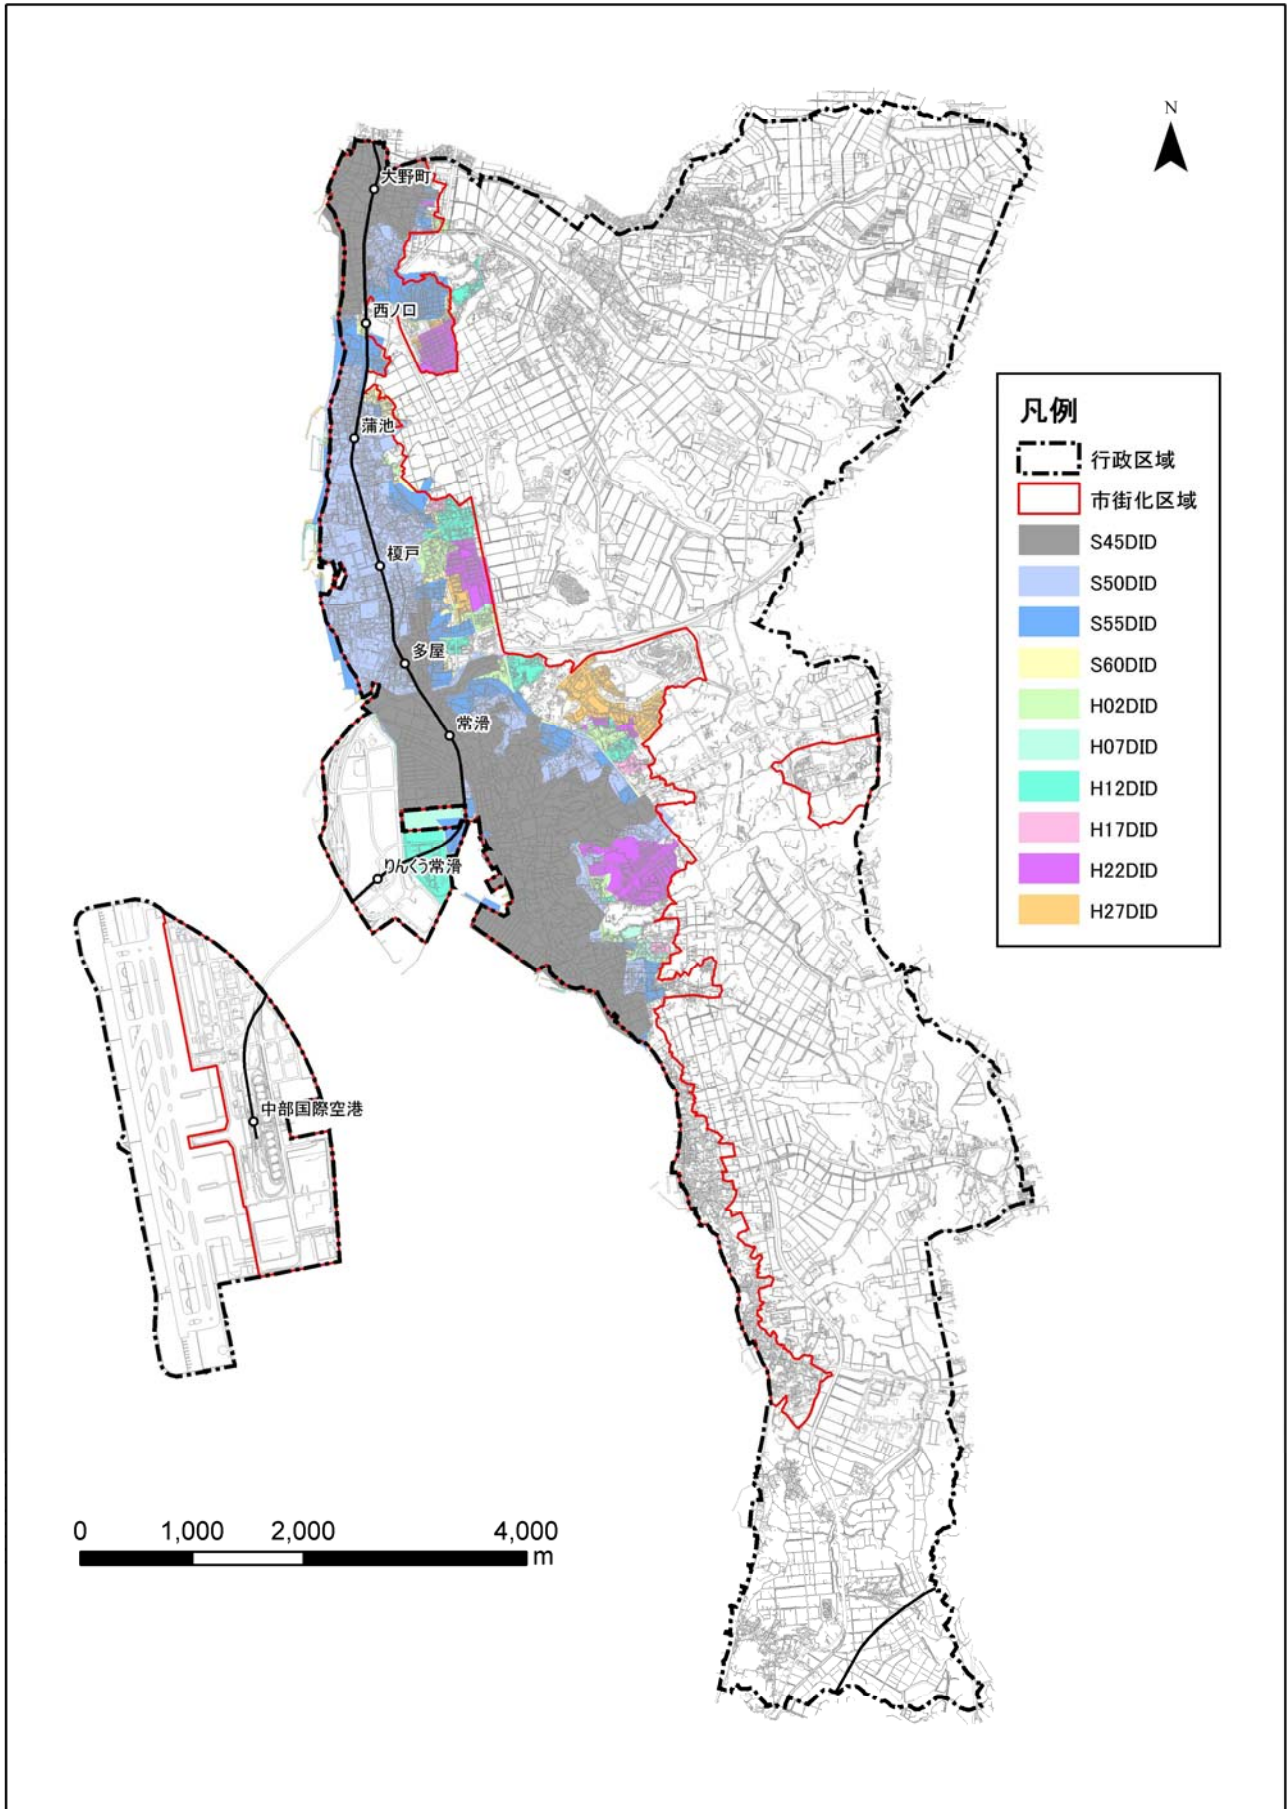 N
大野町
西ノ口
蒲池
榎戸
多屋
常滑
りんくう常滑
中部国際空港
凡例
行政区域
市街化区域
S45DID
S50DID
S55DID
S60DID
H02DID
H07DID
H12DID
H17DID
H22DID
H27DID
0 1,000 2,000 4,000
m